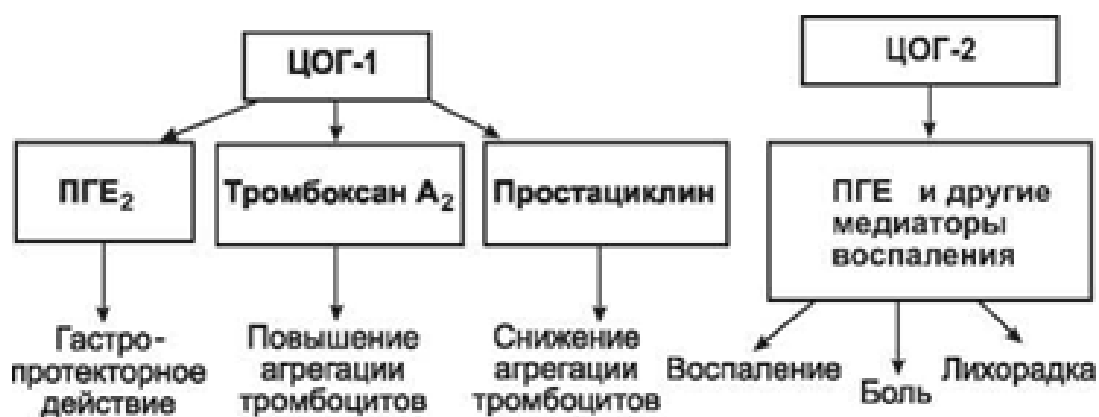 ЦОГ-1
ЦОГ-2
ПГЕ₂
Тромбоксан А₂
Простациклин
ПГЕ и другие
медиаторы
воспаления
Гастро-
протекторное
действие
Повышение
агрегации
тромбоцитов
Снижение
агрегации
тромбоцитов
Воспаление
Боль
Лихорадка